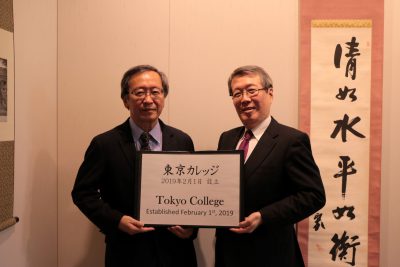 東京カレッジ
2019年2月1日 設立
Tokyo College
Established February 1st, 2019
清如水平如衡